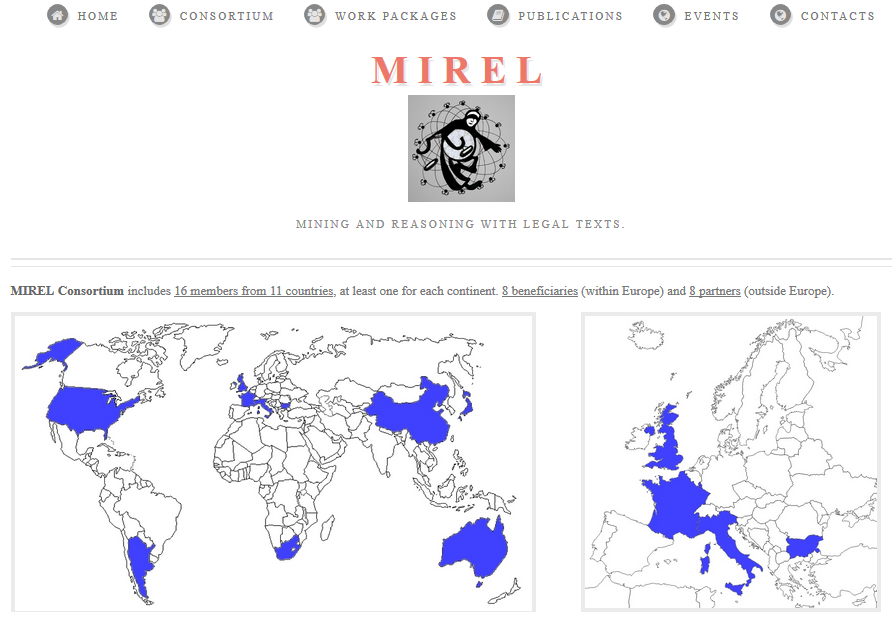 HOME CONSORTIUM WORK PACKAGES PUBLICATIONS EVENTS CONTACTS
MIREL
MINING AND REASONING WITH LEGAL TEXTS.
MIREL Consortium includes 16 members from 11 countries, at least one for each continent. 8 beneficiaries (within Europe) and 8 partners (outside Europe).